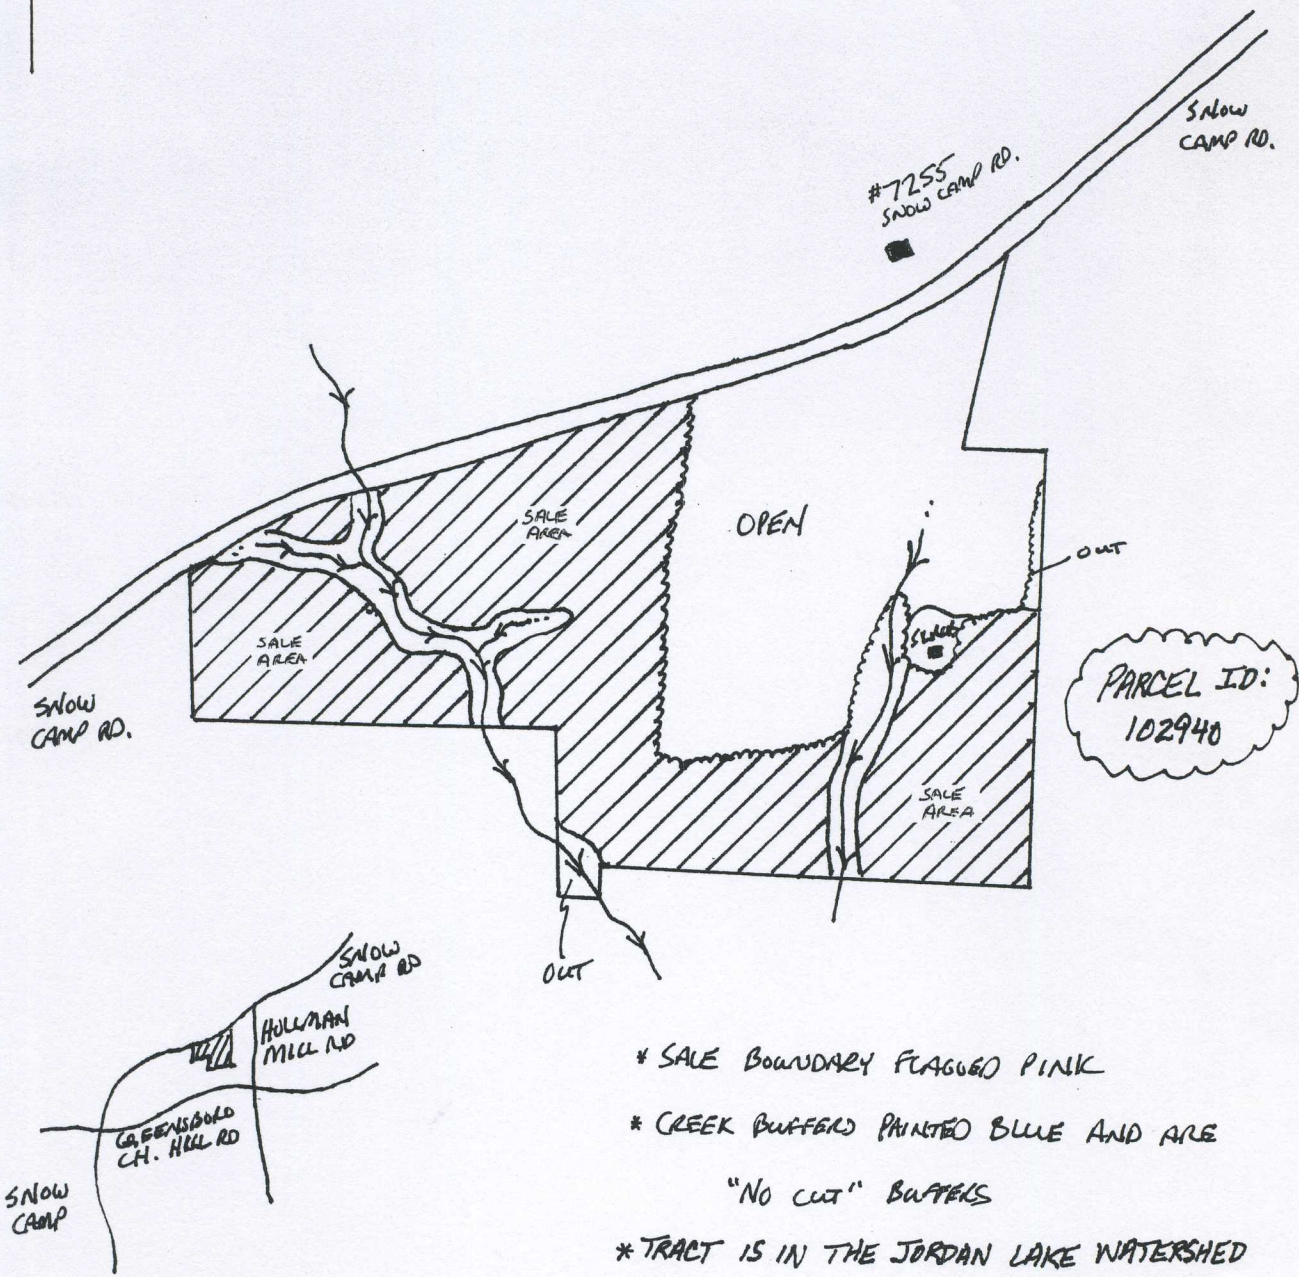 SNOW
CAMP RD.
#7255
SNOW CAMP RD.
SALE
AREA
OPEN
OUT
SALE
AREA
PARCEL ID:
102940
SNOW
CAMP RD.
SALE
AREA
OUT
SNOW
CAMP RD
HOLLMAN
MILL RD
GREENSBORO
CH. HILL RD
SNOW
CAMP
* SALE BOUNDARY FLAGGED PINK
* CREEK BUFFERS PAINTED BLUE AND ARE
"NO CUT" BUFFERS
* TRACT IS IN THE JORDAN LAKE WATERSHED